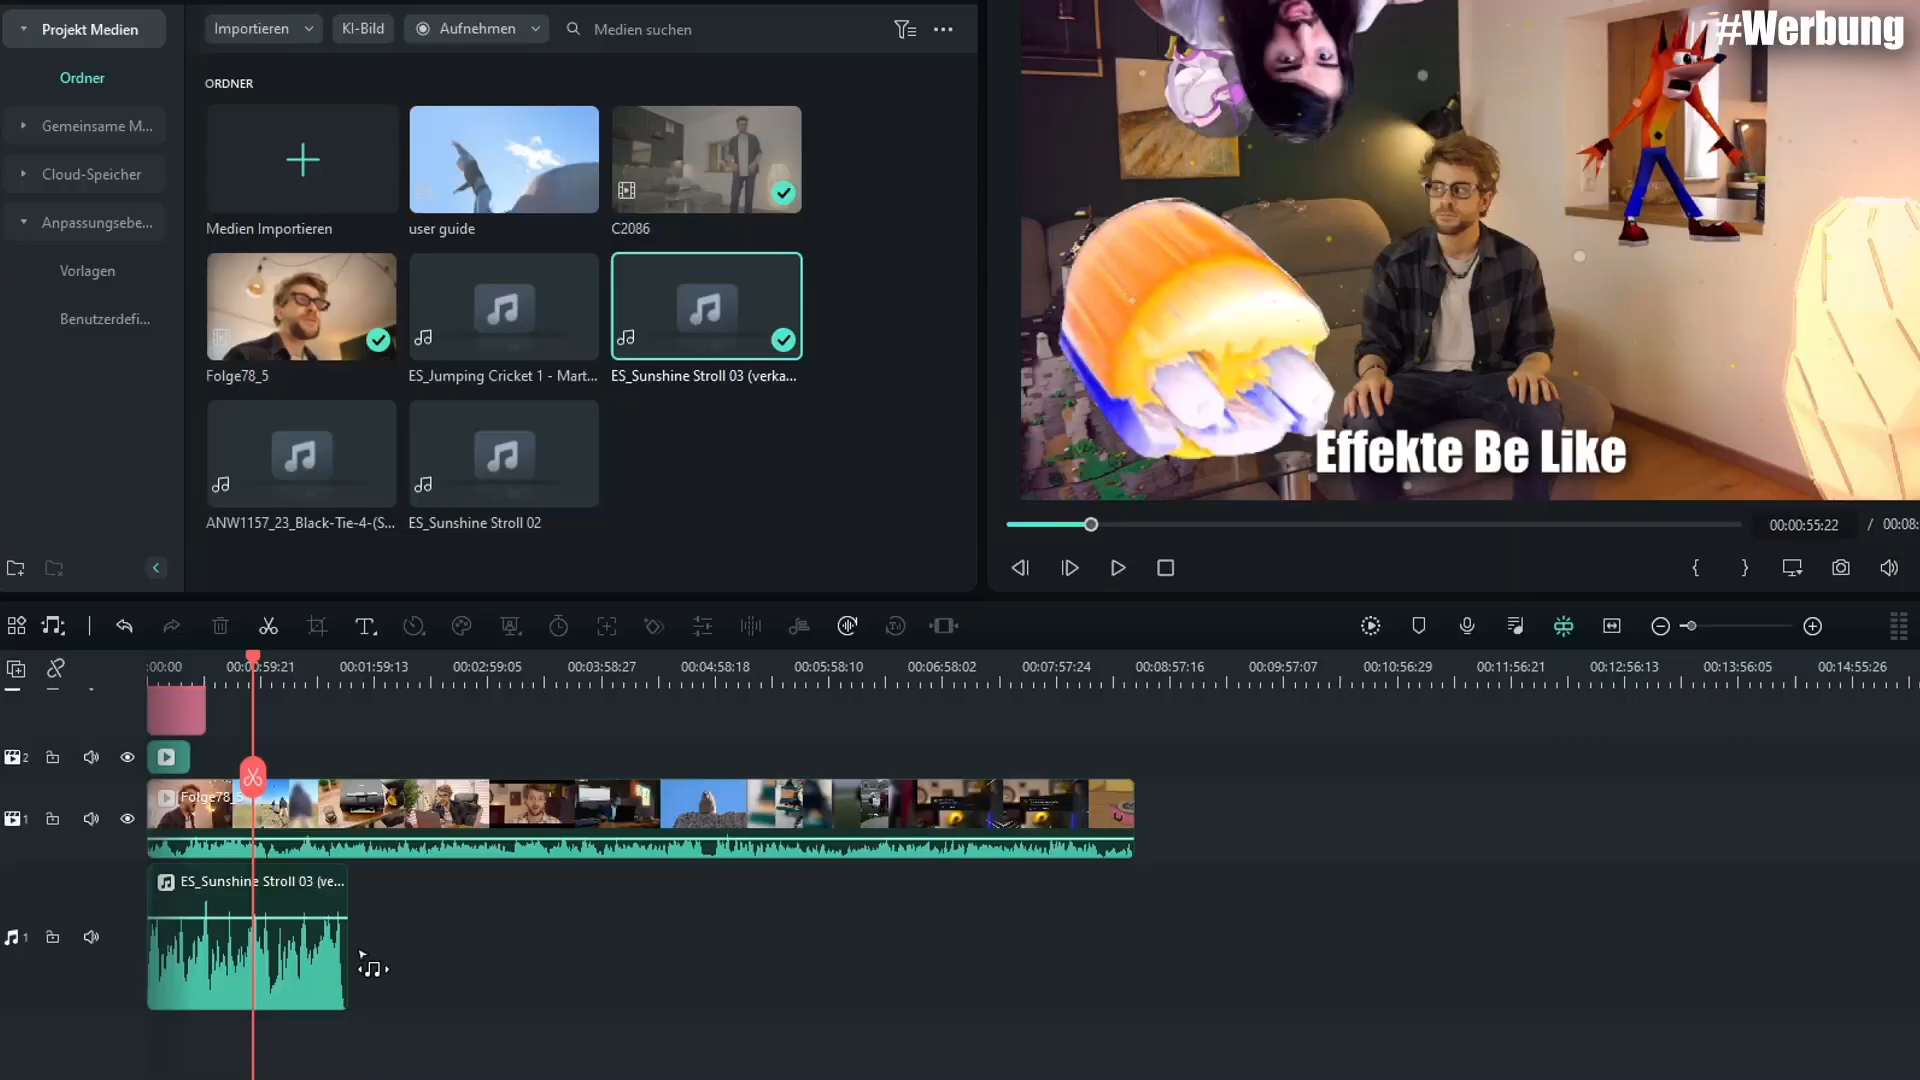 Projekt Medien
Ordner
Gemeinsame M...
Cloud-Speicher
Anpassungsebe...
Vorlagen
Benutzerdefi...
Importieren
KI-Bild
Aufnehmen
Medien suchen
ORDNER
Medien Importieren
user guide
C2086
Folge78_5
ES_Jumping Cricket 1 - Mart...
ES_Sunshine Stroll 03 (verka...
ANW1157_23_Black-Tie-4-(S...
ES_Sunshine Stroll 02
#Werbung
Effekte Be Like
00:00:55:22 / 00:08:
:00:00 00:00:59:21 00:01:59:13 00:02:59:05 00:03:58:27 00:04:58:18 00:05:58:10 00:06:58:02 00:07:57:24 00:08:57:16 00:09:57:07 00:10:56:29 00:11:56:21 00:12:56:13 00:13:56:05 00:14:55:26
2
Folge78_5
1
ES_Sunshine Stroll 03 (ve...
1